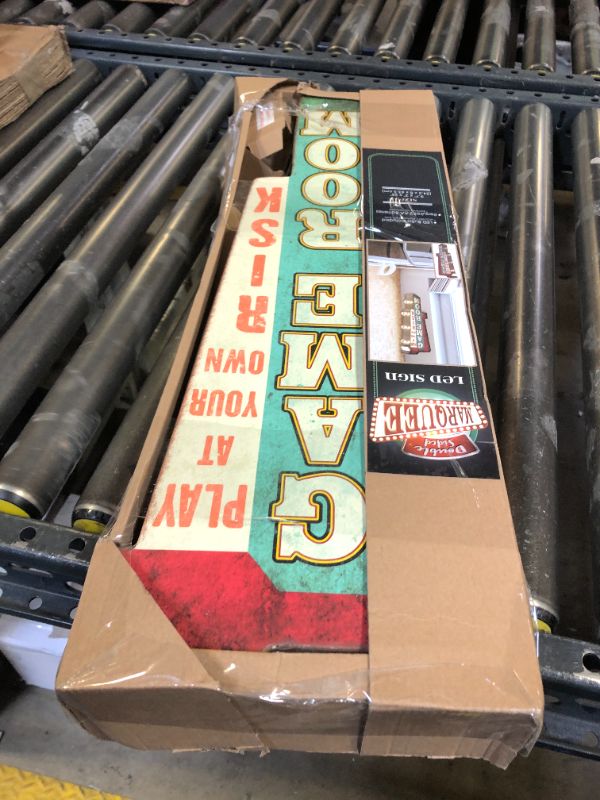 GAME ROOM
PLAY
AT
YOUR
OWN
RISK
Double
Sided
MARQUEE
LED SIGN